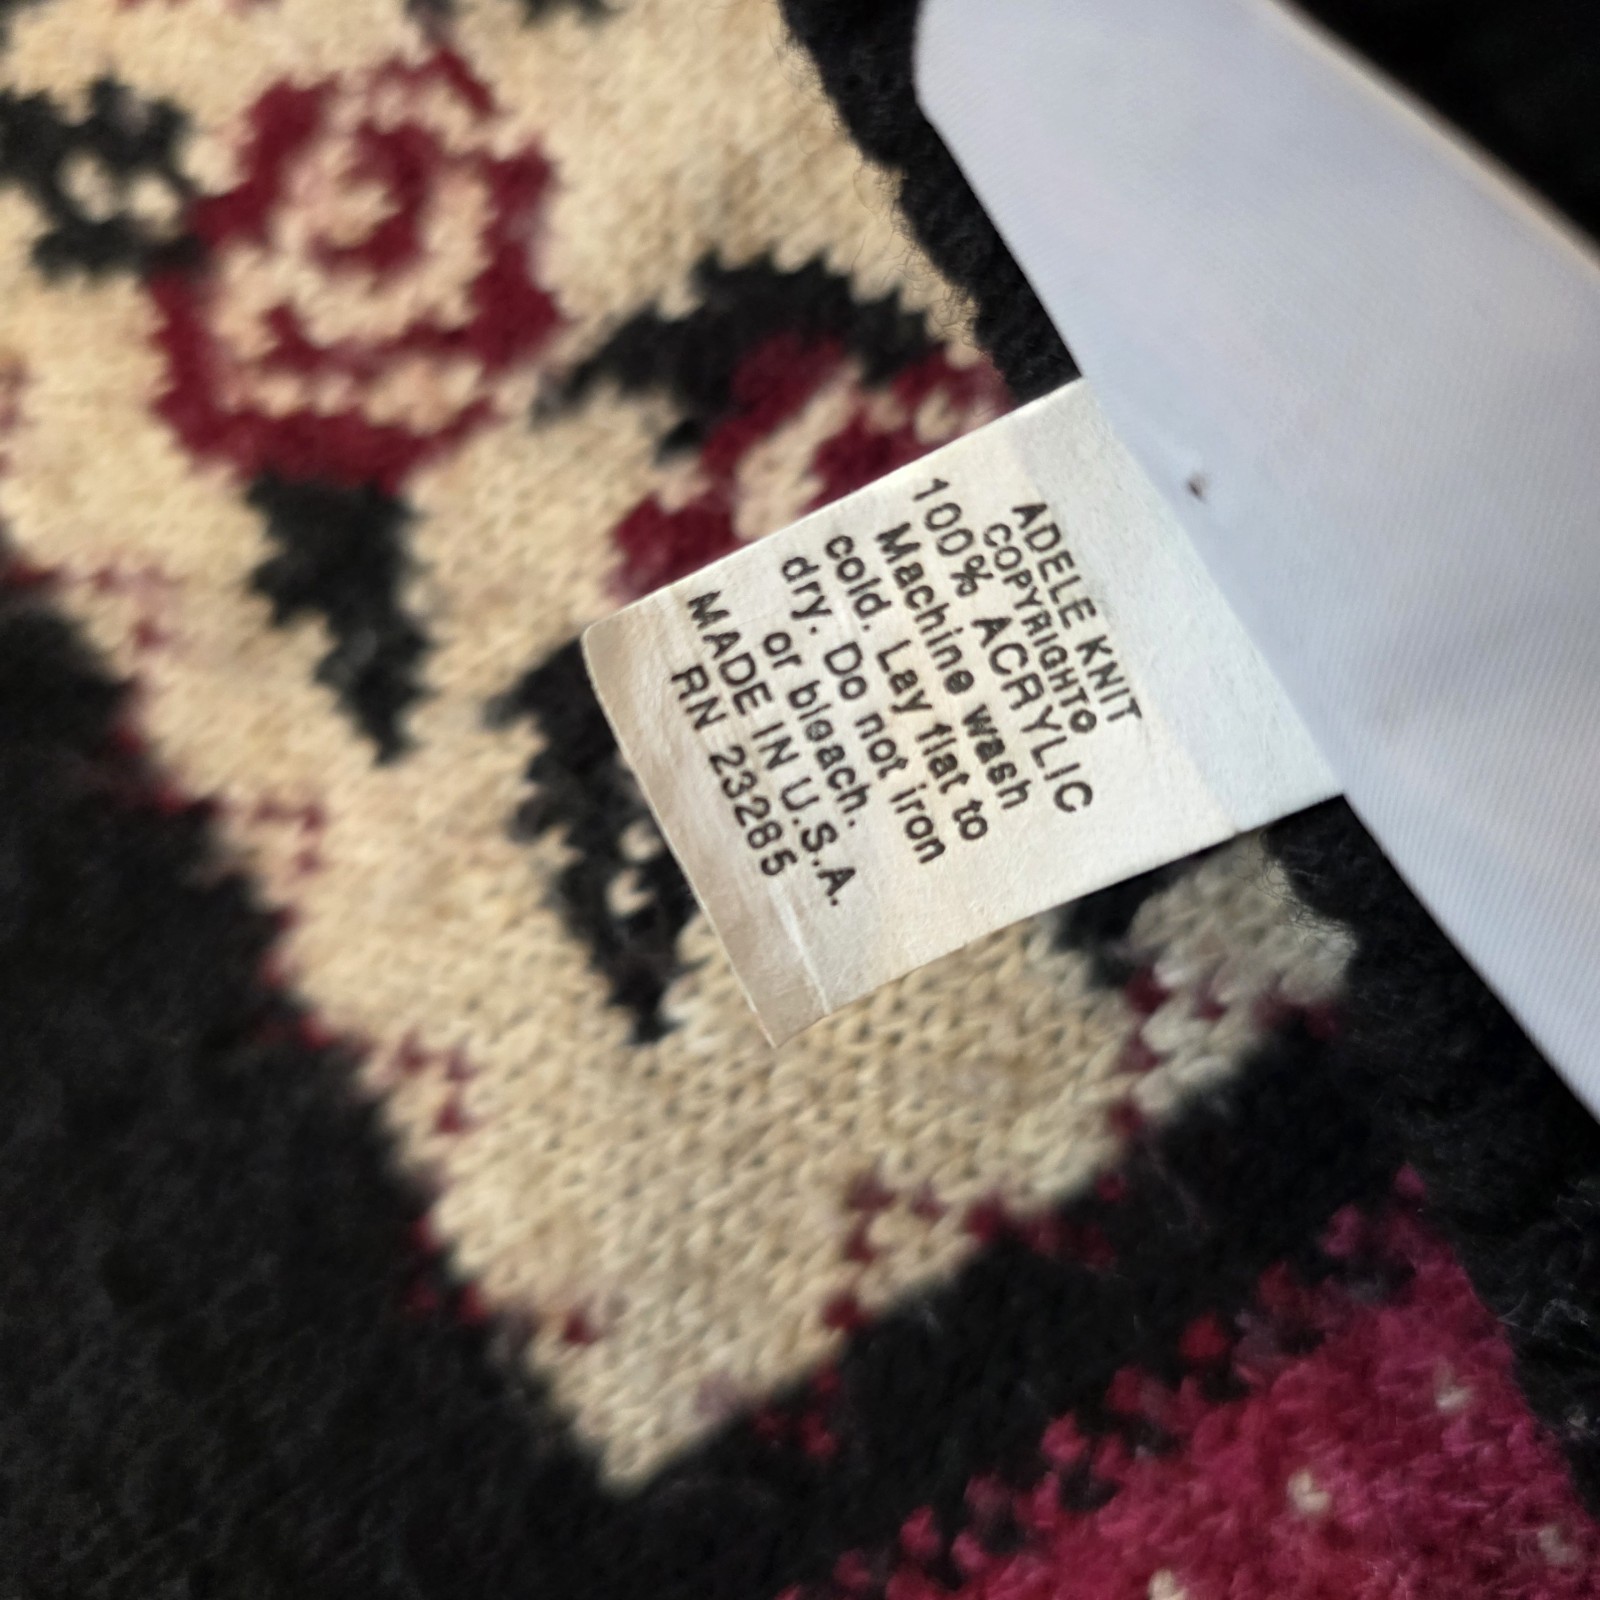 ADELE KNIT
COPYRIGHT©
100% ACRYLIC
Machine wash
cold. Lay flat to
dry. Do not iron
or bleach.
MADE IN U.S.A.
RN 23285